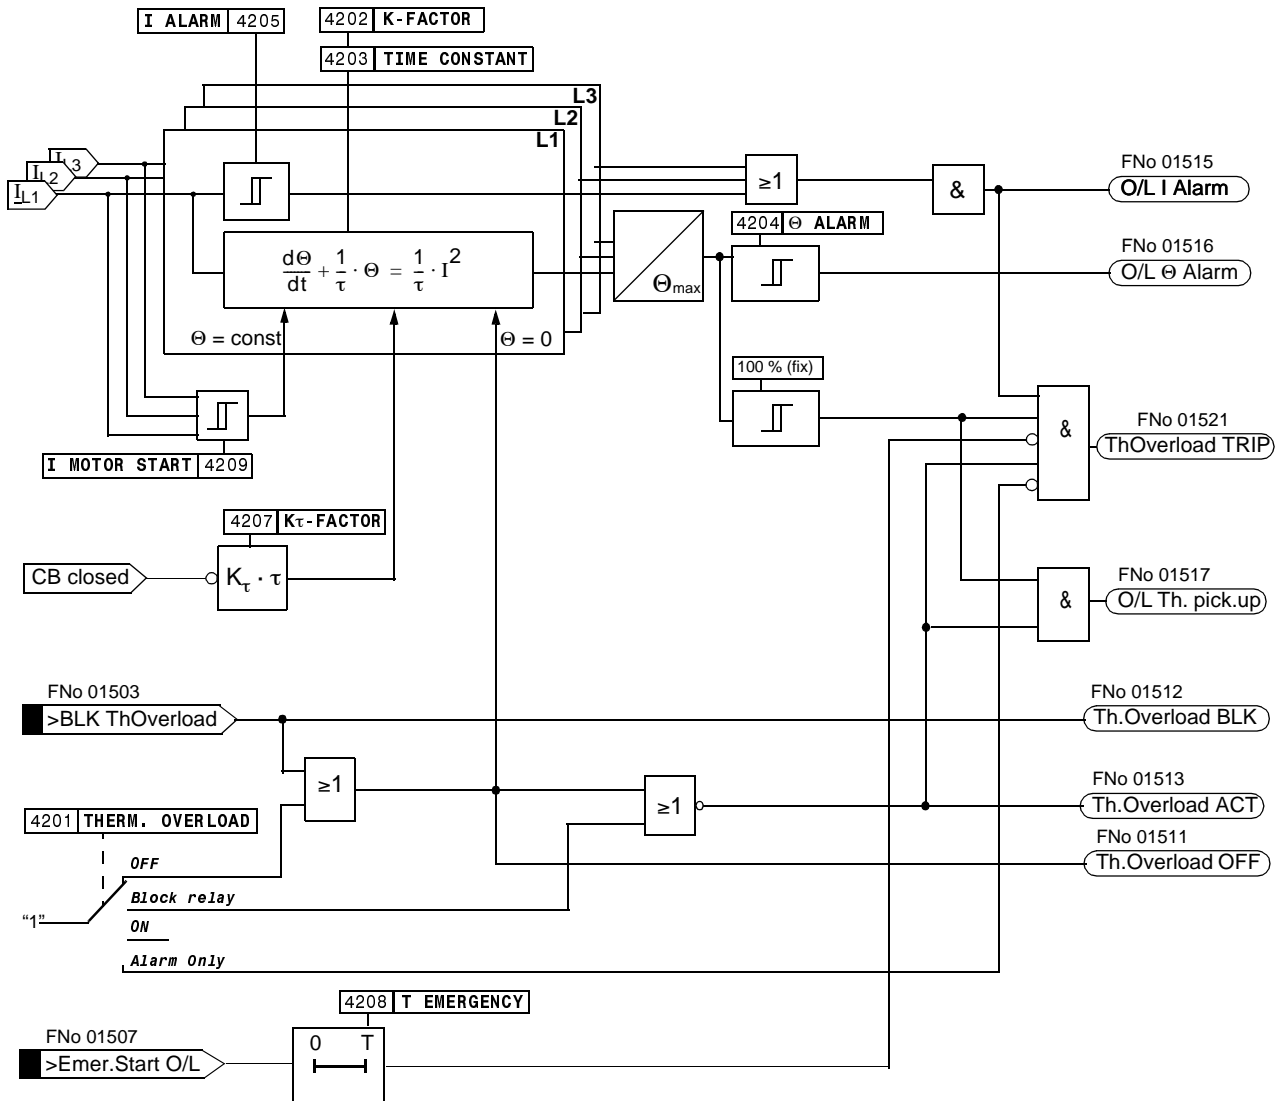 I ALARM 4205
4202 K-FACTOR
4203 TIME CONSTANT
L3
L2
L1
IL3
IL2
IL1
≥1
&
FNo 01515
O/L I Alarm
4204 Θ ALARM
FNo 01516
O/L Θ Alarm
dΘ/dt + 1/τ · Θ = 1/τ · I²
Θmax
Θ = const
Θ = 0
100 % (fix)
I MOTOR START 4209
&
FNo 01521
ThOverload TRIP
4207 Kτ-FACTOR
CB closed
Kτ · τ
&
FNo 01517
O/L Th. pick.up
FNo 01503
>BLK ThOverload
FNo 01512
Th.Overload BLK
≥1
≥1
FNo 01513
Th.Overload ACT
4201 THERM. OVERLOAD
FNo 01511
Th.Overload OFF
OFF
Block relay
“1”
ON
Alarm Only
4208 T EMERGENCY
FNo 01507
>Emer.Start O/L
0 T